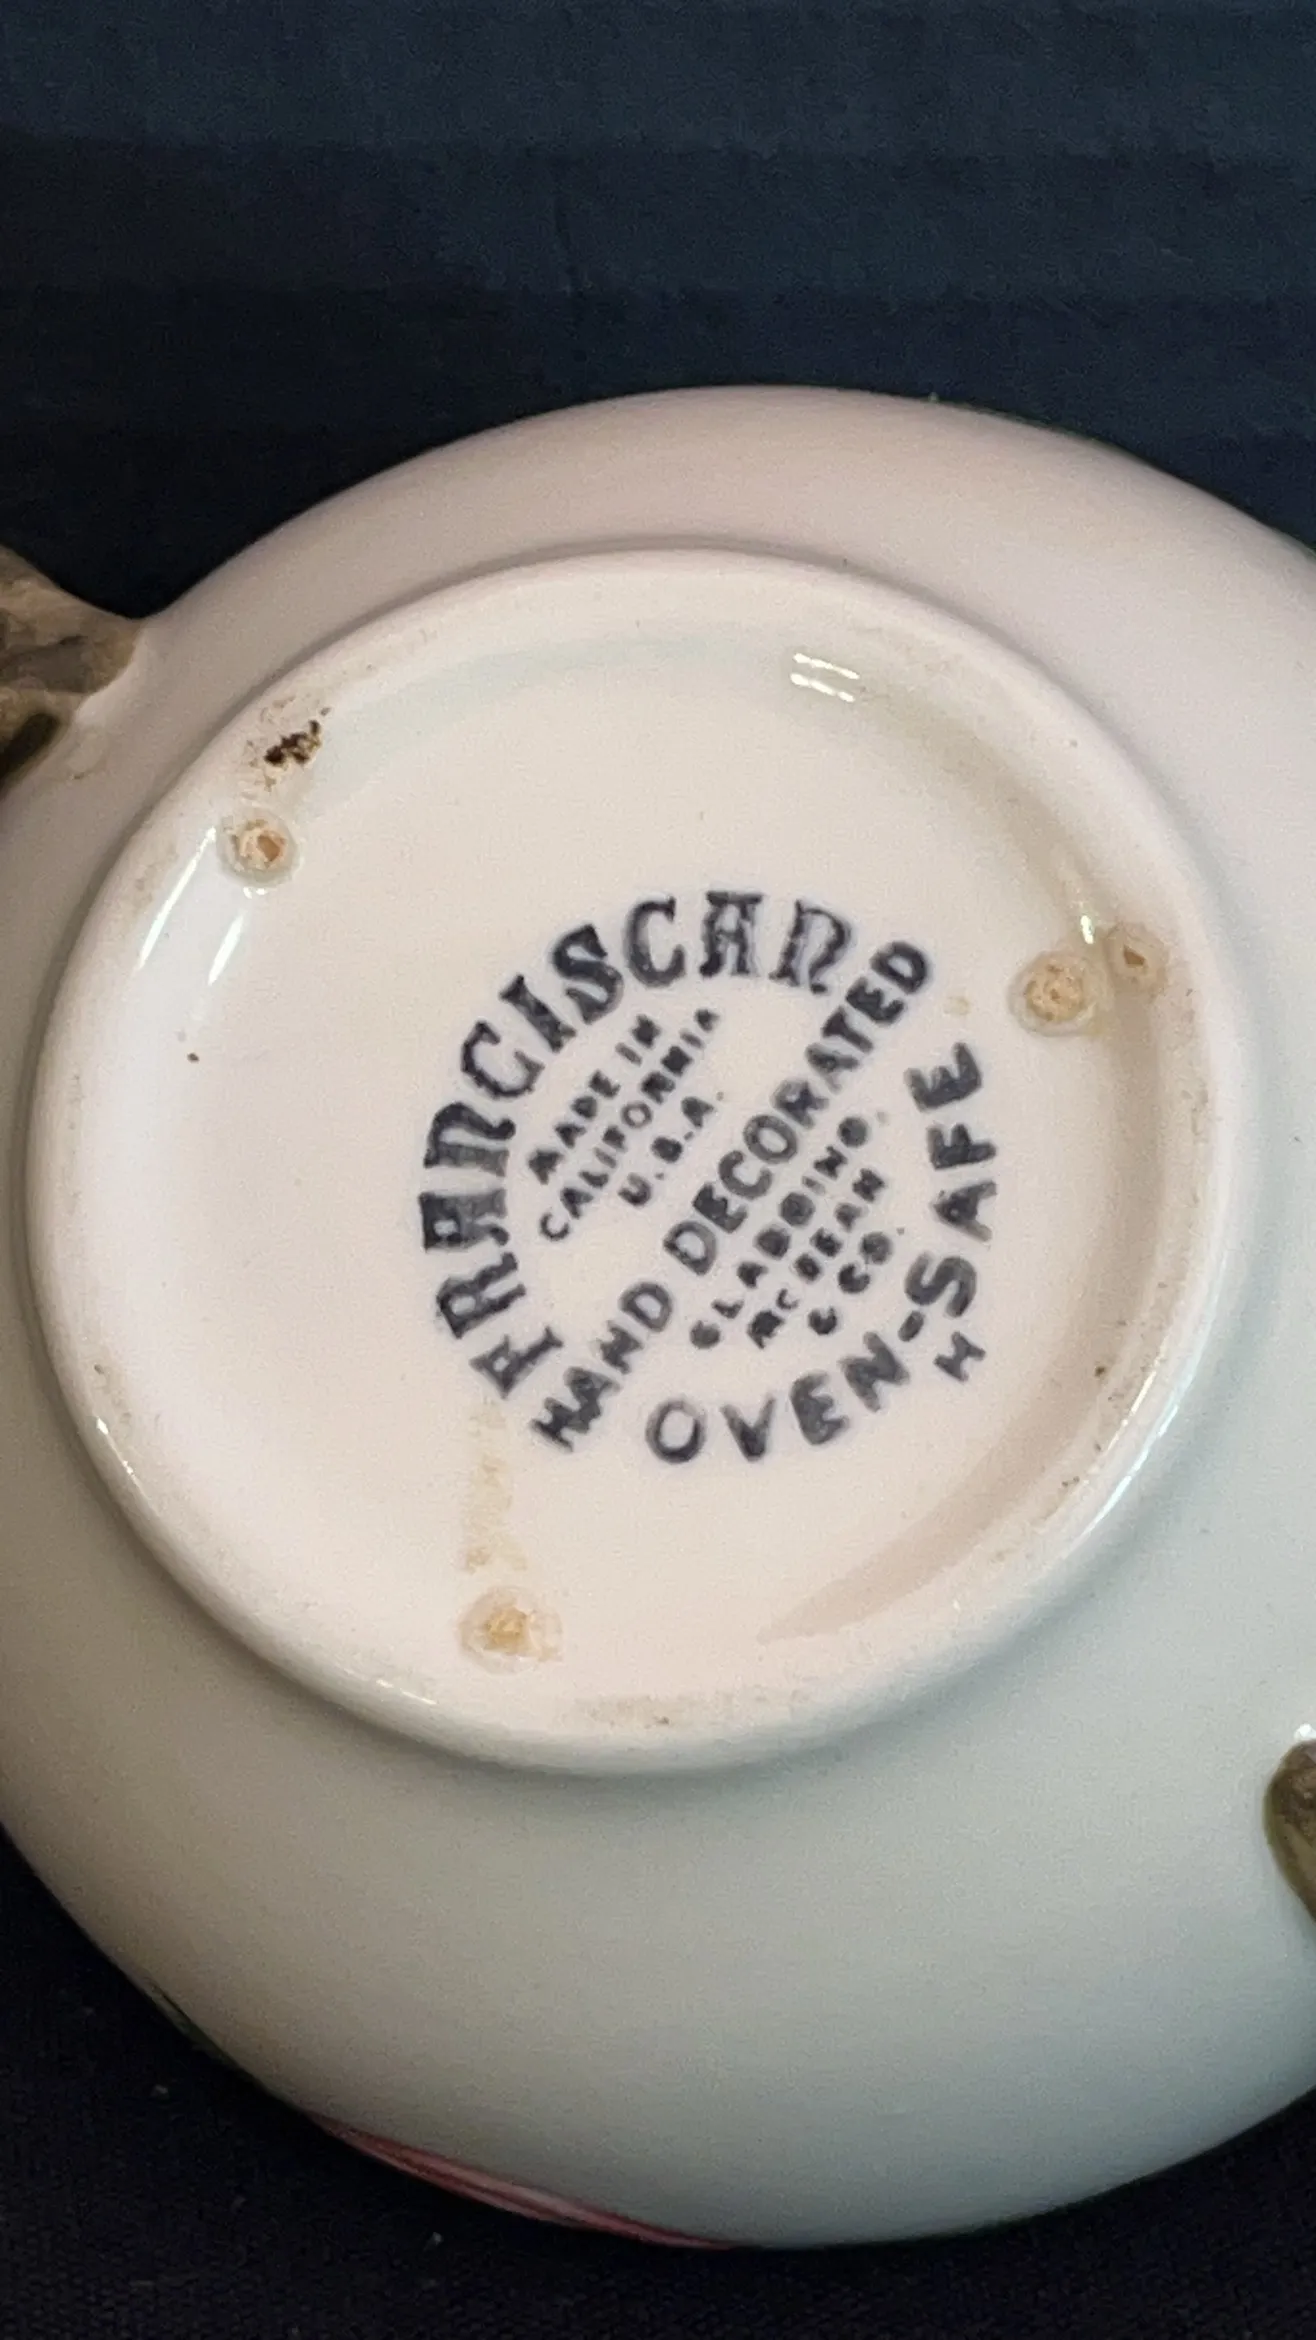 FRANCISCAN
MADE IN
CALIFORNIA
U.S.A.
HAND DECORATED
GLADDING,
McBEAN
& CO.
OVEN-SAFE
H